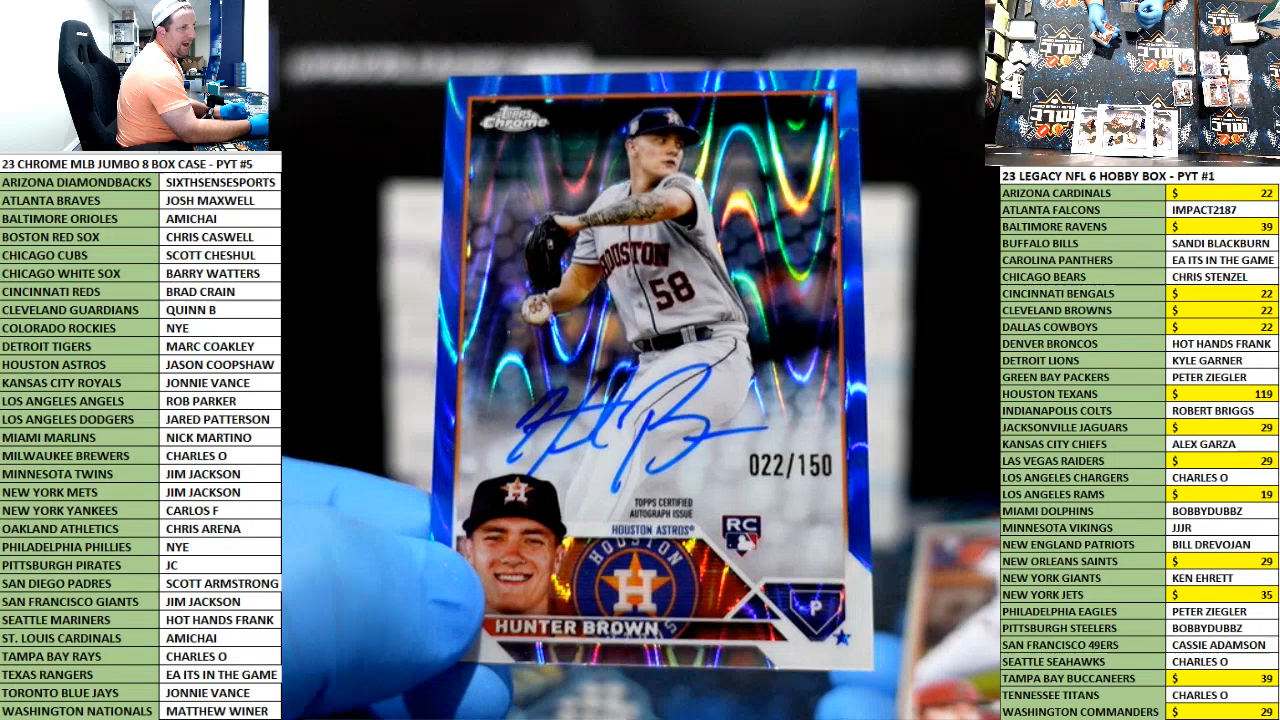 23 CHROME MLB JUMBO 8 BOX CASE - PYT #5
ARIZONA DIAMONDBACKS SIXTHSENSESPORTS
ATLANTA BRAVES JOSH MAXWELL
BALTIMORE ORIOLES AMICHAI
BOSTON RED SOX CHRIS CASWELL
CHICAGO CUBS SCOTT CHESHUL
CHICAGO WHITE SOX BARRY WATTERS
CINCINNATI REDS BRAD CRAIN
CLEVELAND GUARDIANS QUINN B
COLORADO ROCKIES NYE
DETROIT TIGERS MARC COAKLEY
HOUSTON ASTROS JASON COOPSHAW
KANSAS CITY ROYALS JONNIE VANCE
LOS ANGELES ANGELS ROB PARKER
LOS ANGELES DODGERS JARED PATTERSON
MIAMI MARLINS NICK MARTINO
MILWAUKEE BREWERS CHARLES O
MINNESOTA TWINS JIM JACKSON
NEW YORK METS JIM JACKSON
NEW YORK YANKEES CARLOS F
OAKLAND ATHLETICS CHRIS ARENA
PHILADELPHIA PHILLIES NYE
PITTSBURGH PIRATES JC
SAN DIEGO PADRES SCOTT ARMSTRONG
SAN FRANCISCO GIANTS JIM JACKSON
SEATTLE MARINERS HOT HANDS FRANK
ST. LOUIS CARDINALS AMICHAI
TAMPA BAY RAYS CHARLES O
TEXAS RANGERS EA ITS IN THE GAME
TORONTO BLUE JAYS JONNIE VANCE
WASHINGTON NATIONALS MATTHEW WINER
Topps
Chrome
HOUSTON
58
022/150
TOPPS CERTIFIED
AUTOGRAPH ISSUE
HOUSTON ASTROS®
RC
HOUSTON
H
P
HUNTER BROWN
23 LEGACY NFL 6 HOBBY BOX - PYT #1
ARIZONA CARDINALS $ 22
ATLANTA FALCONS IMPACT2187
BALTIMORE RAVENS $ 39
BUFFALO BILLS SANDI BLACKBURN
CAROLINA PANTHERS EA ITS IN THE GAME
CHICAGO BEARS CHRIS STENZEL
CINCINNATI BENGALS $ 22
CLEVELAND BROWNS $ 22
DALLAS COWBOYS $ 22
DENVER BRONCOS HOT HANDS FRANK
DETROIT LIONS KYLE GARNER
GREEN BAY PACKERS PETER ZIEGLER
HOUSTON TEXANS $ 119
INDIANAPOLIS COLTS ROBERT BRIGGS
JACKSONVILLE JAGUARS $ 29
KANSAS CITY CHIEFS ALEX GARZA
LAS VEGAS RAIDERS $ 29
LOS ANGELES CHARGERS CHARLES O
LOS ANGELES RAMS $ 19
MIAMI DOLPHINS BOBBYDUBBZ
MINNESOTA VIKINGS JJJR
NEW ENGLAND PATRIOTS BILL DREVOJAN
NEW ORLEANS SAINTS $ 29
NEW YORK GIANTS KEN EHRETT
NEW YORK JETS $ 35
PHILADELPHIA EAGLES PETER ZIEGLER
PITTSBURGH STEELERS BOBBYDUBBZ
SAN FRANCISCO 49ERS CASSIE ADAMSON
SEATTLE SEAHAWKS CHARLES O
TAMPA BAY BUCCANEERS $ 39
TENNESSEE TITANS CHARLES O
WASHINGTON COMMANDERS $ 29